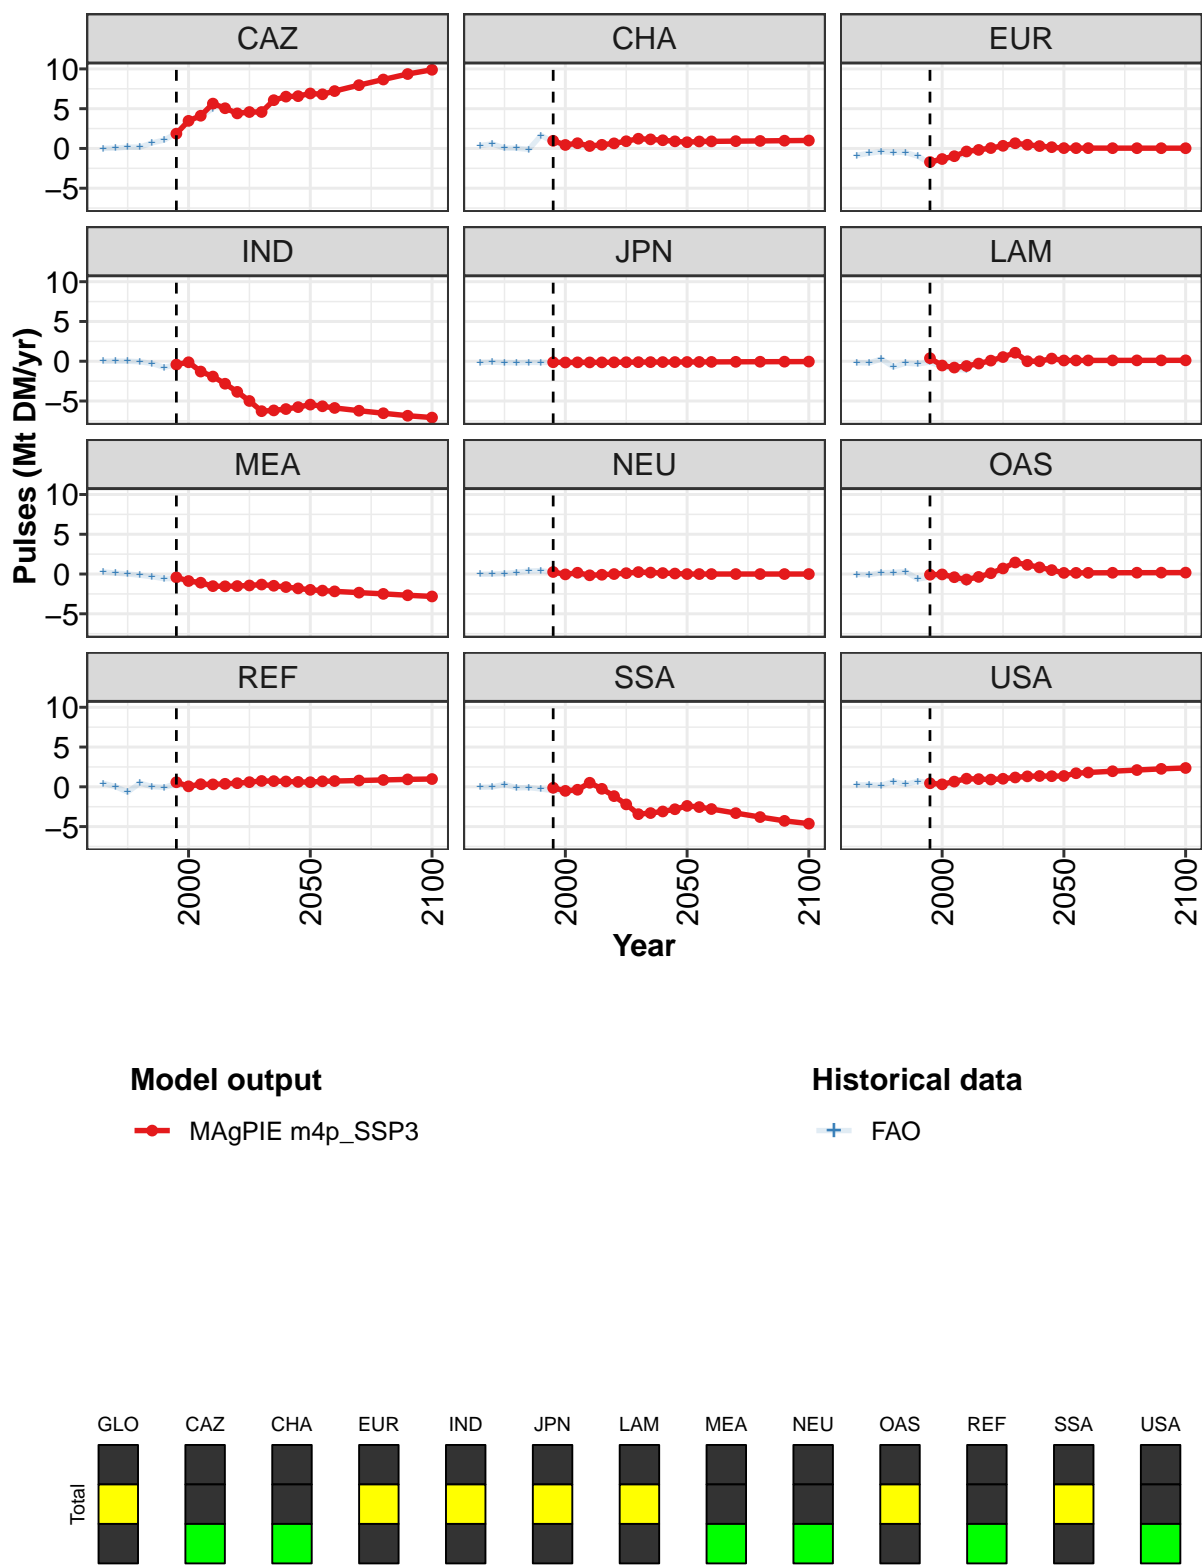 CAZ CHA EUR
10
5
0
−5
IND JPN LAM
10
5
0
−5
MEA NEU OAS
10
5
0
−5
REF SSA USA
10
5
0
−5
Pulses (Mt DM/yr)
2000 2050 2100 2000 2050 2100 2000 2050 2100
Year
Model output Historical data
MAgPIE m4p_SSP3 FAO
GLO CAZ CHA EUR IND JPN LAM MEA NEU OAS REF SSA USA
Total